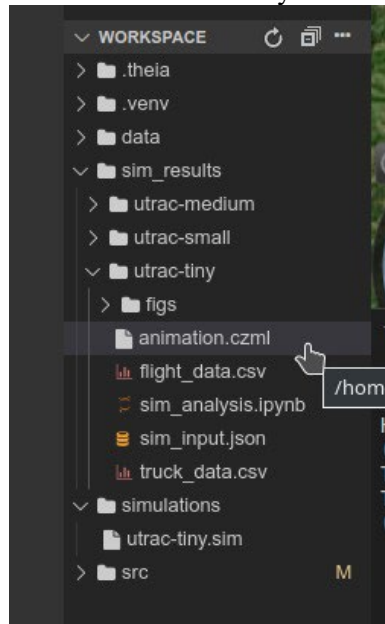 WORKSPACE
.theia
.venv
data
sim_results
utrac-medium
utrac-small
utrac-tiny
figs
animation.czml
flight_data.csv
/hom
sim_analysis.ipynb
sim_input.json
truck_data.csv
simulations
utrac-tiny.sim
src M